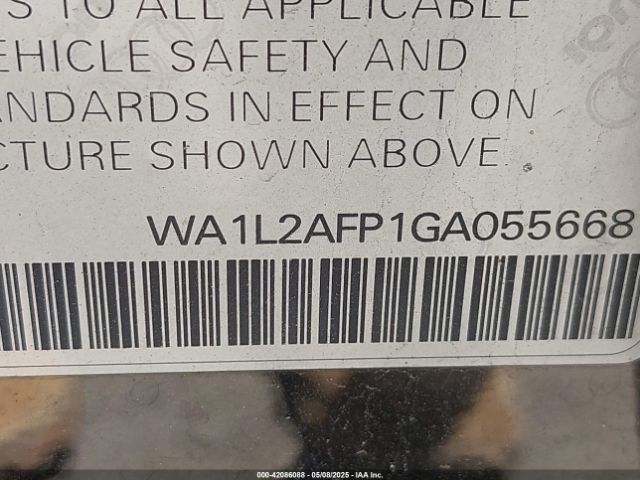 S TO ALL APPLICABLE
EHICLE SAFETY AND
ANDARDS IN EFFECT ON
CTURE SHOWN ABOVE
WA1L2AFP1GA055668
000-42086088 05/08/2025 IAA Inc.